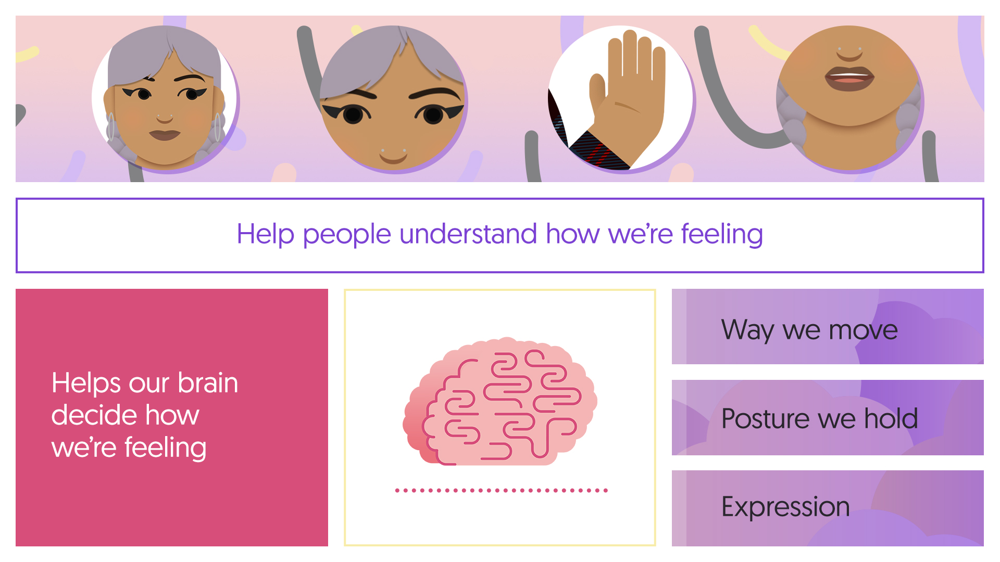 Help people understand how we’re feeling
Helps our brain
decide how
we’re feeling
Way we move
Posture we hold
Expression